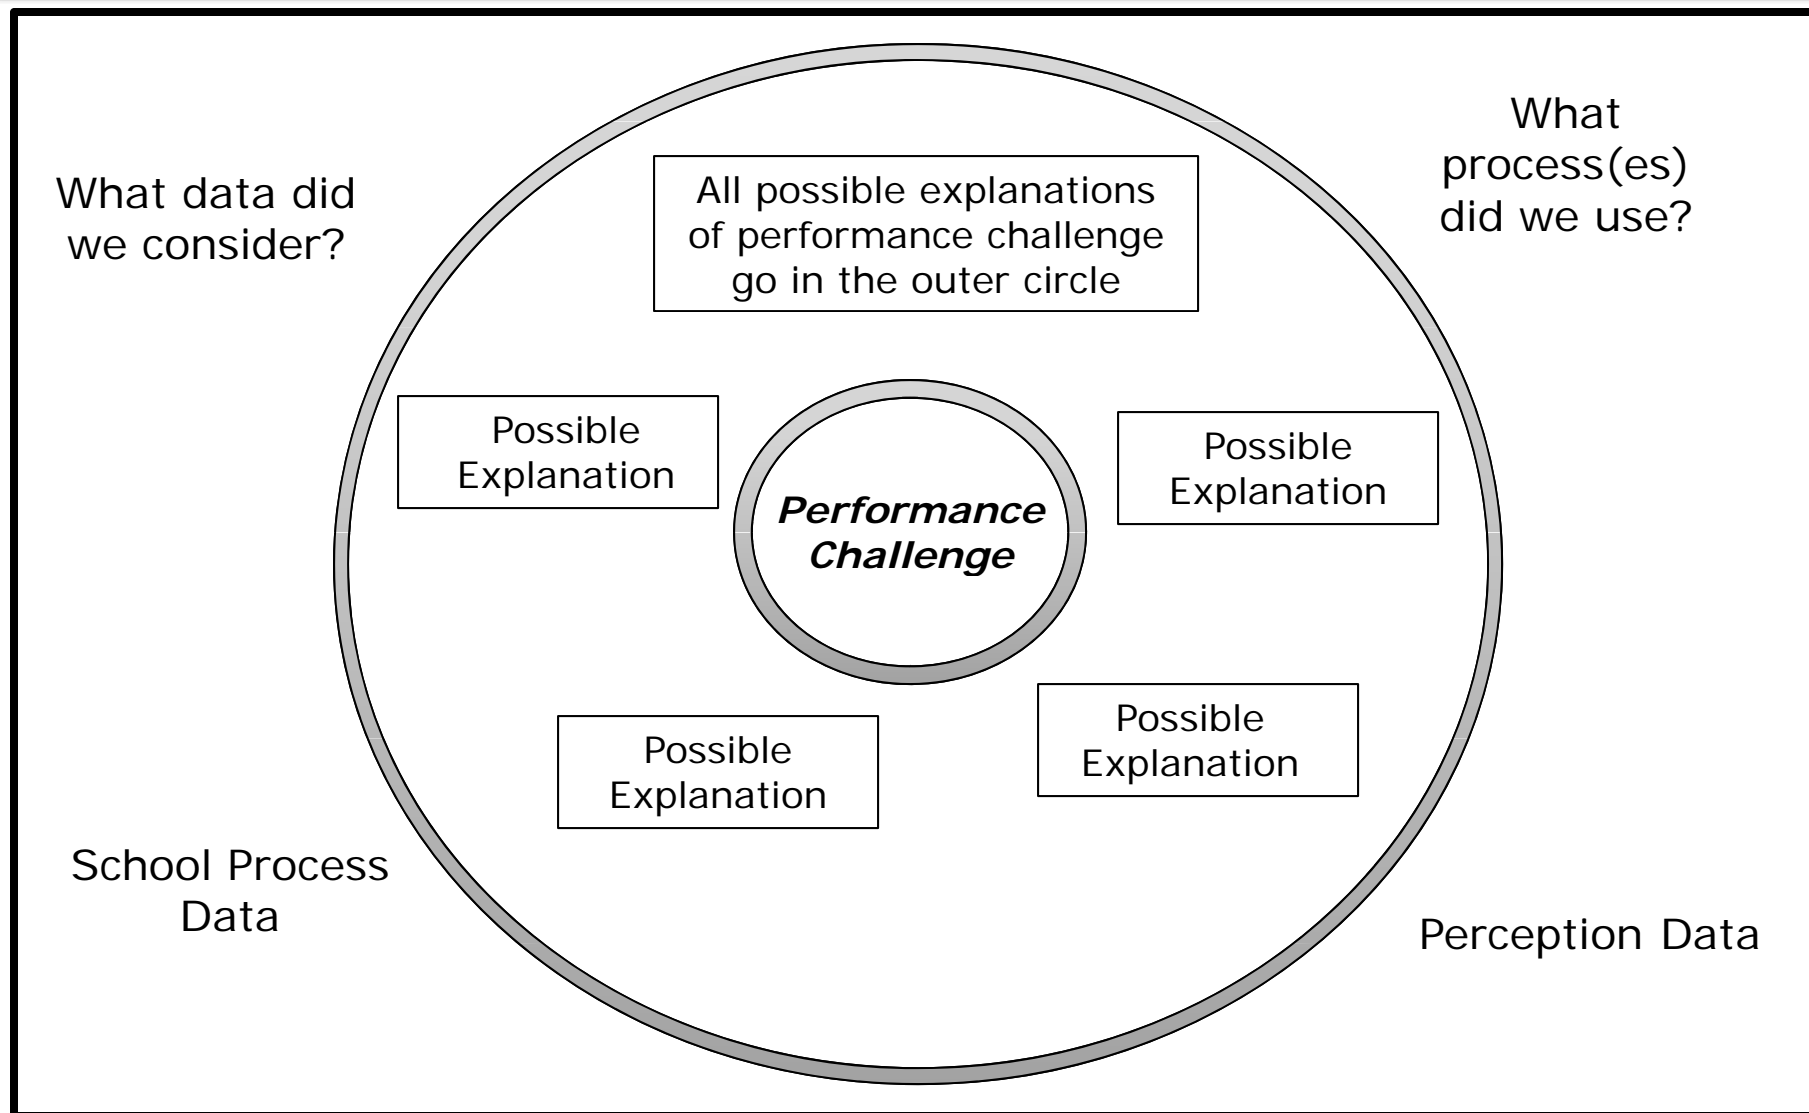 What data did
we consider?
What
process(es)
did we use?
All possible explanations
of performance challenge
go in the outer circle
Possible
Explanation
Possible
Explanation
Performance
Challenge
Possible
Explanation
Possible
Explanation
School Process
Data
Perception Data